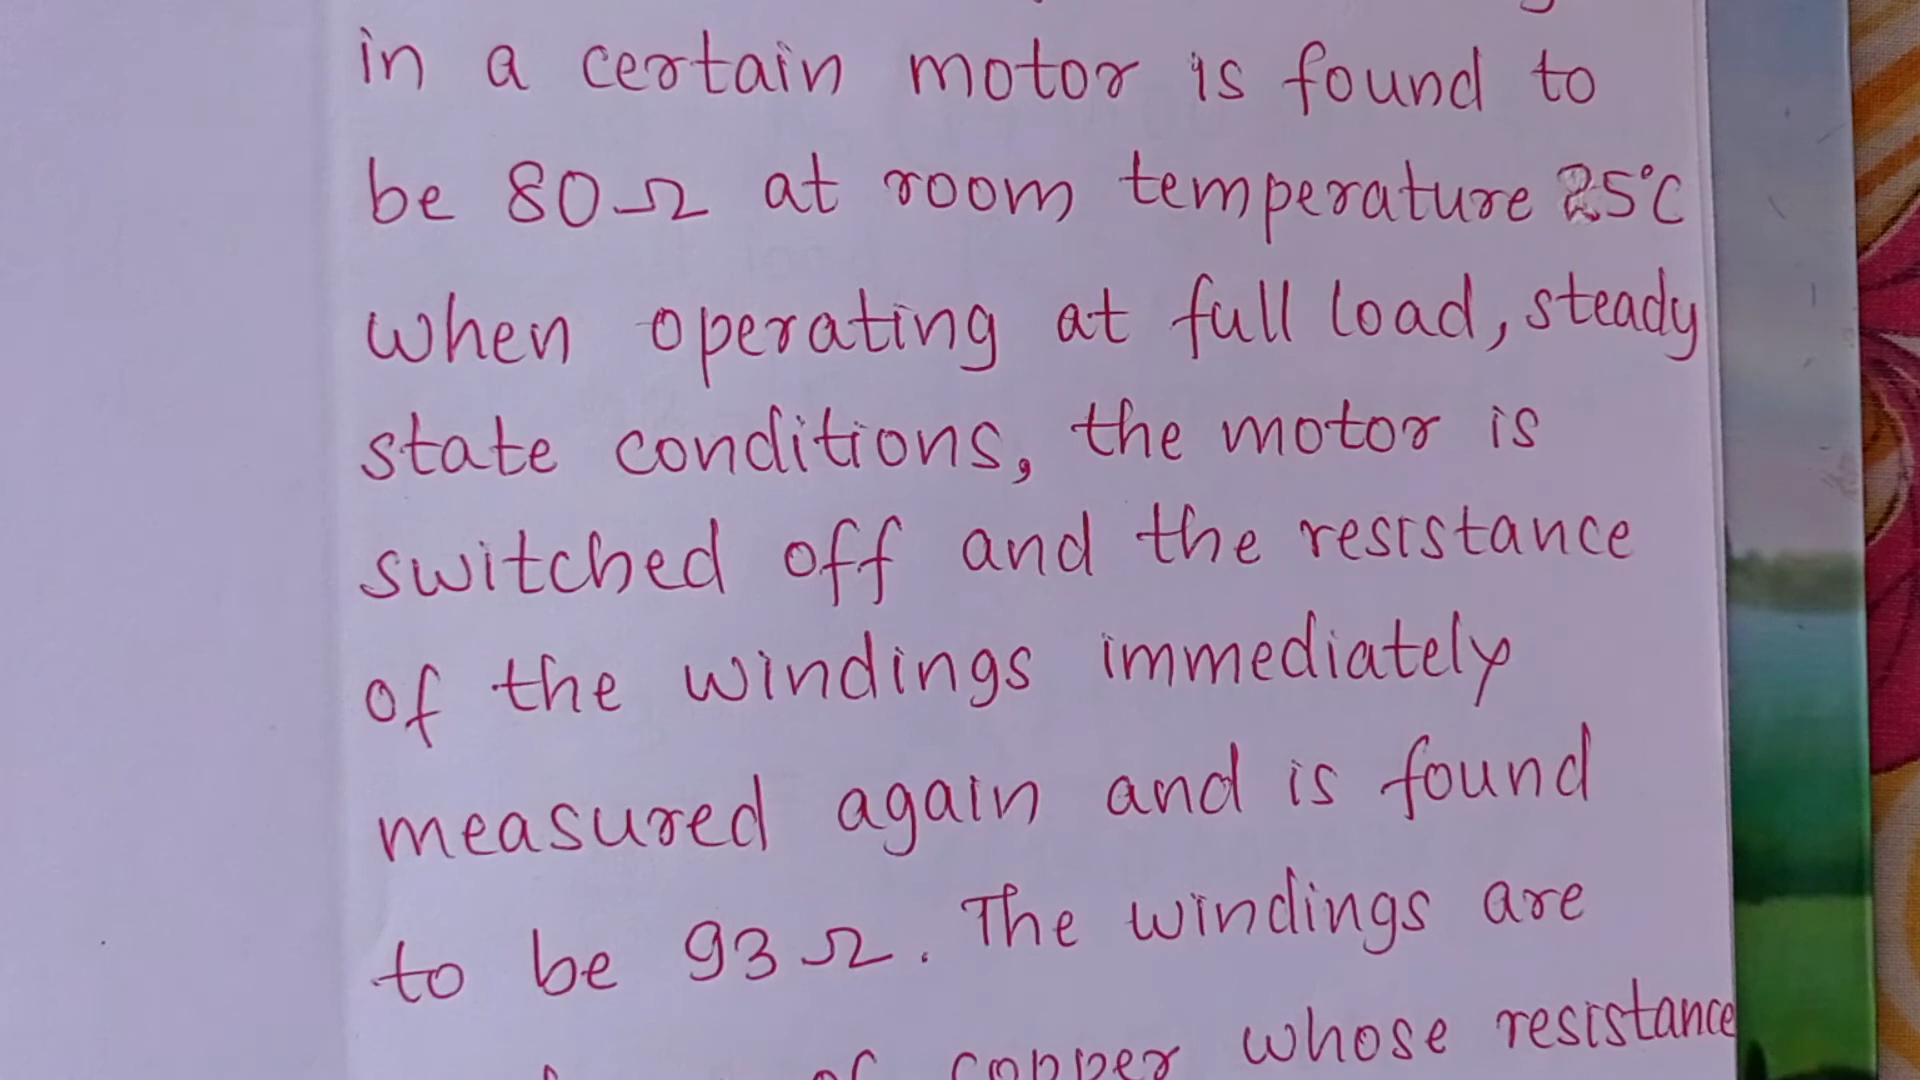 in a certain motor is found to
be 80Ω at room temperature 25°C
when operating at full load, steady
state conditions, the motor is
switched off and the resistance
of the windings immediately
measured again and is found
to be 93Ω. The windings are
of copper whose resistance